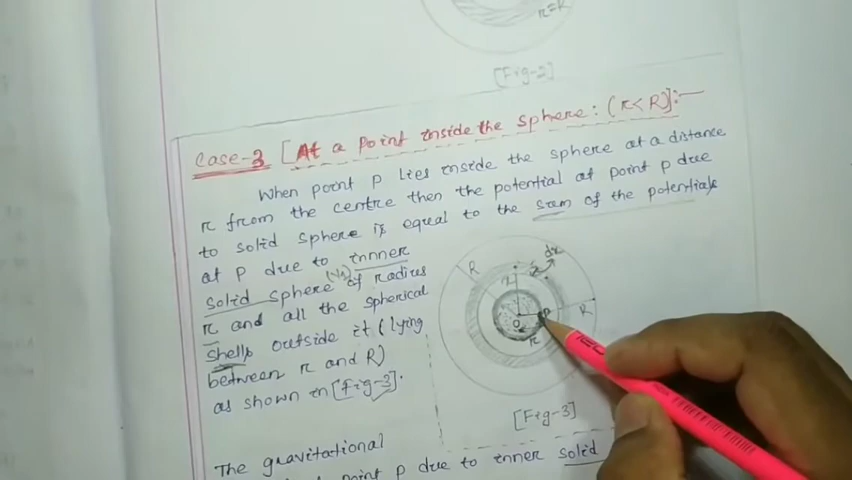 r=R
[Fig-2]
Case-3 [At a point inside the sphere: (r<R)]:—
When point p lies inside the sphere at a distance
r from the centre then the potential at point p due
to solid sphere is equal to the sum of the potentials
at p due to innner
(V1)
solid sphere of radius
r and all the spherical
shells outside it (lying
between r and R)
as shown in [Fig-3].
R
x
dx
O
P
R
r
[Fig-3]
The gravitational
point p due to inner solid